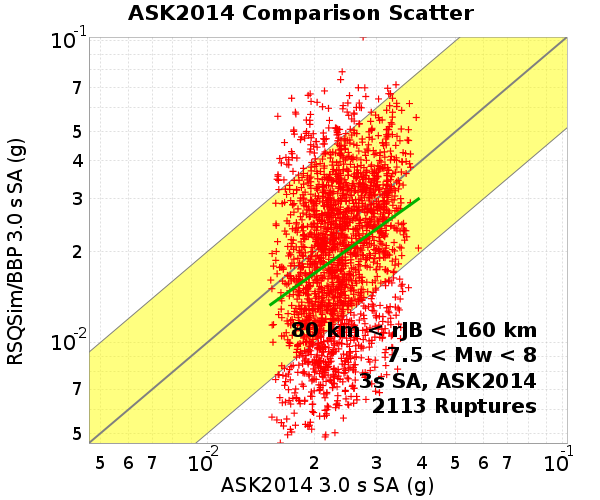 ASK2014 Comparison Scatter
10-1
7
5
4
3
2
10-2
7
5
RSQSim/BBP 3.0 s SA (g)
80 km < rJB < 160 km
7.5 < Mw < 8
3s SA, ASK2014
2113 Ruptures
5 6 7 10-2 2 3 4 5 6 7 10-1
ASK2014 3.0 s SA (g)